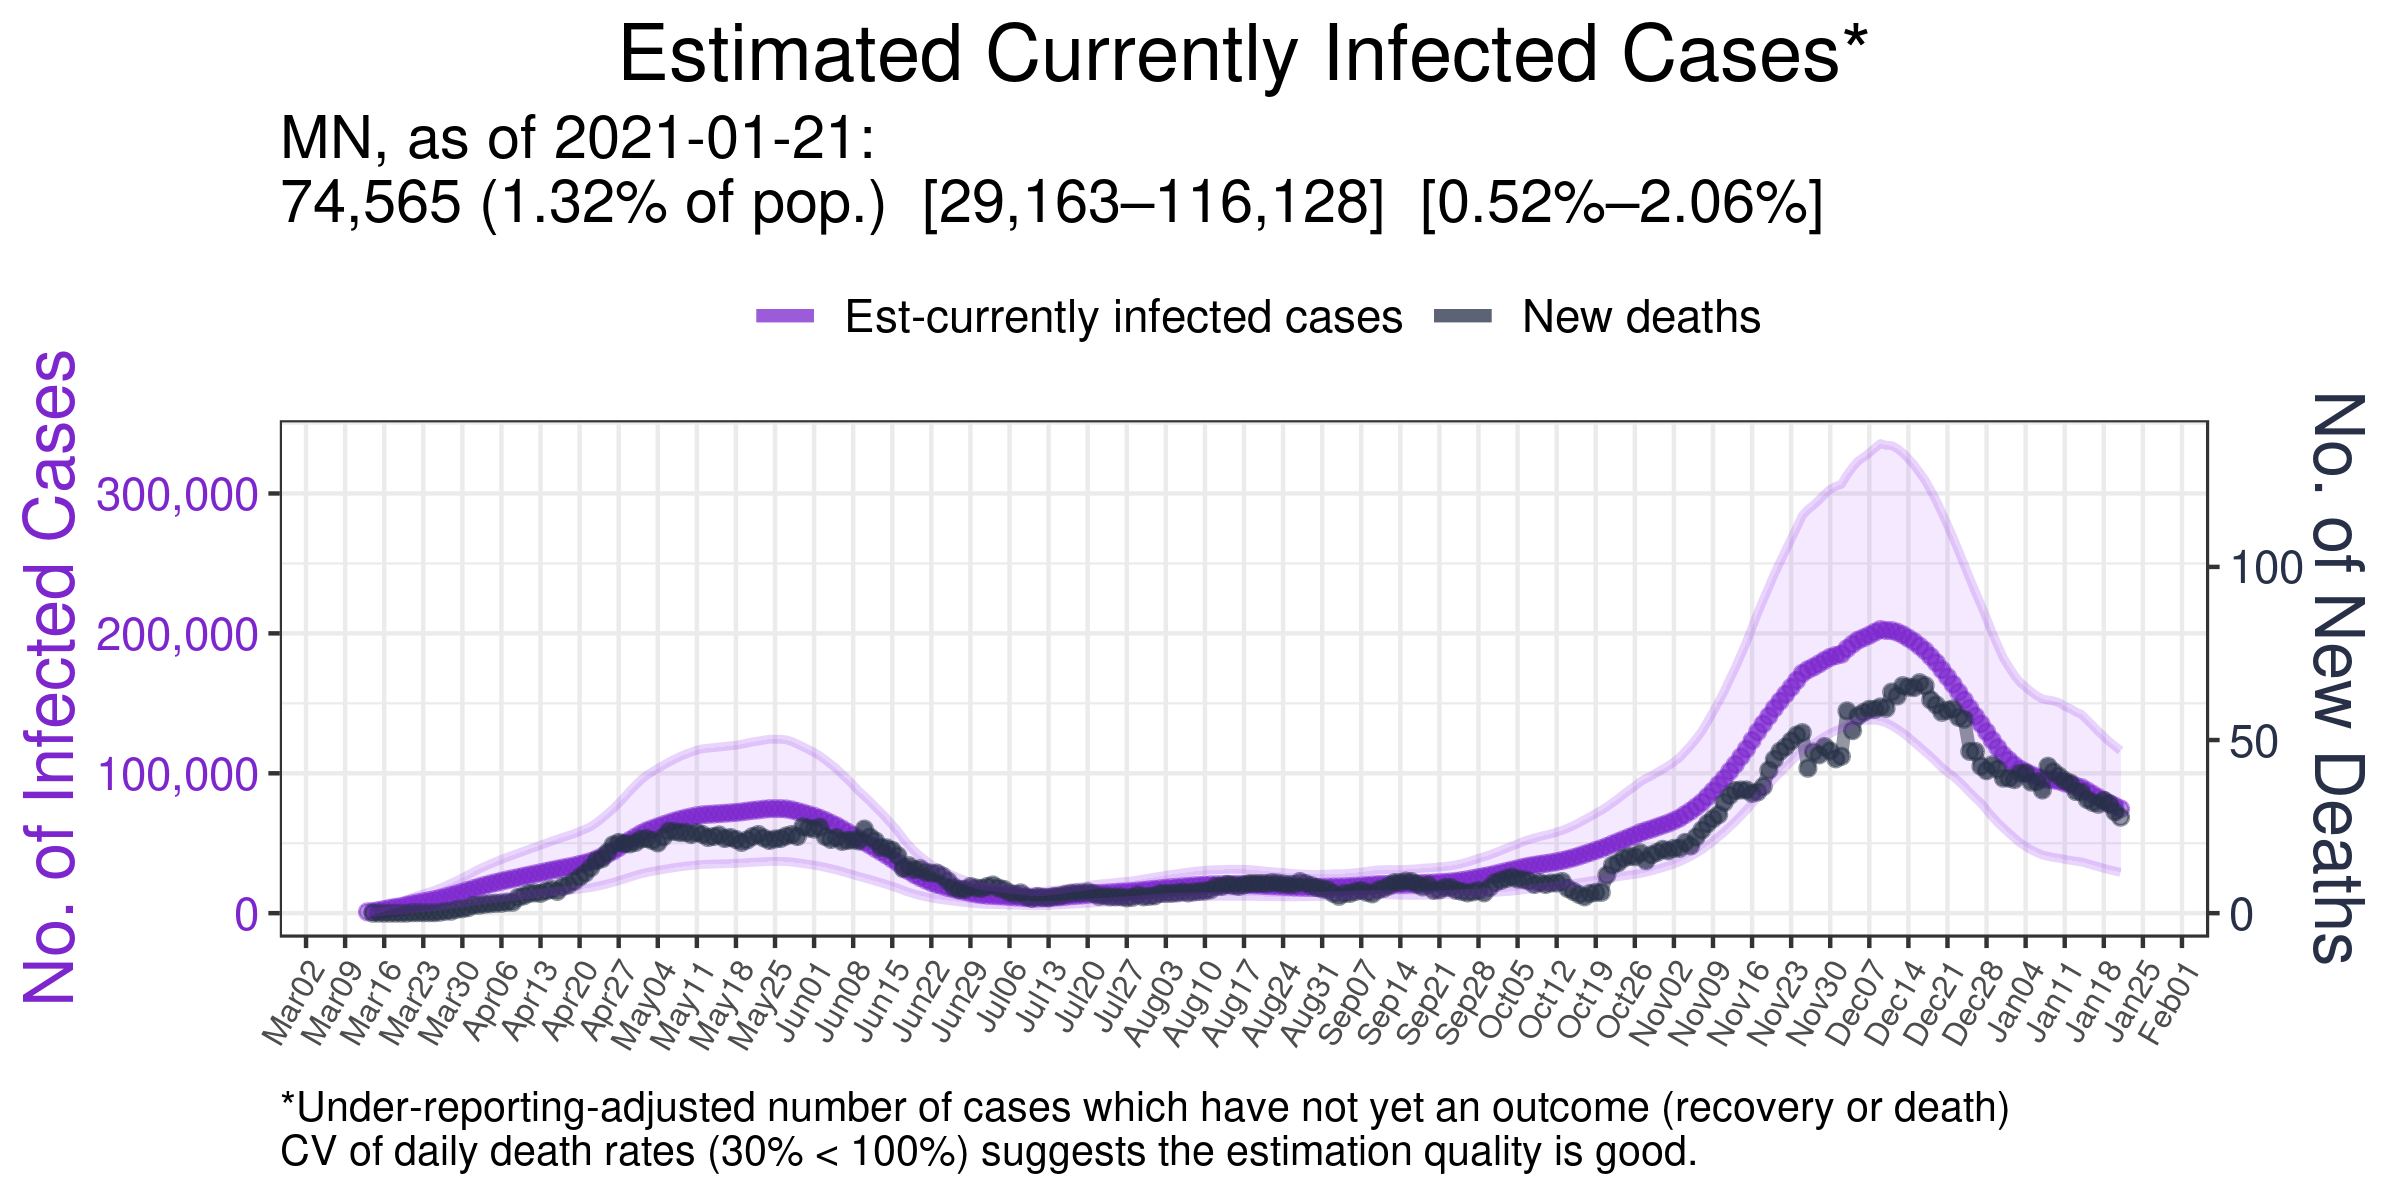 Estimated Currently Infected Cases*
MN, as of 2021-01-21:
74,565 (1.32% of pop.)  [29,163–116,128]  [0.52%–2.06%]
Est-currently infected cases
New deaths
No. of Infected Cases
300,000
200,000
100,000
0
No. of New Deaths
100
50
0
Mar02
Mar09
Mar16
Mar23
Mar30
Apr06
Apr13
Apr20
Apr27
May04
May11
May18
May25
Jun01
Jun08
Jun15
Jun22
Jun29
Jul06
Jul13
Jul20
Jul27
Aug03
Aug10
Aug17
Aug24
Aug31
Sep07
Sep14
Sep21
Sep28
Oct05
Oct12
Oct19
Oct26
Nov02
Nov09
Nov16
Nov23
Nov30
Dec07
Dec14
Dec21
Dec28
Jan04
Jan11
Jan18
Jan25
Feb01
*Under-reporting-adjusted number of cases which have not yet an outcome (recovery or death)
CV of daily death rates (30% < 100%) suggests the estimation quality is good.